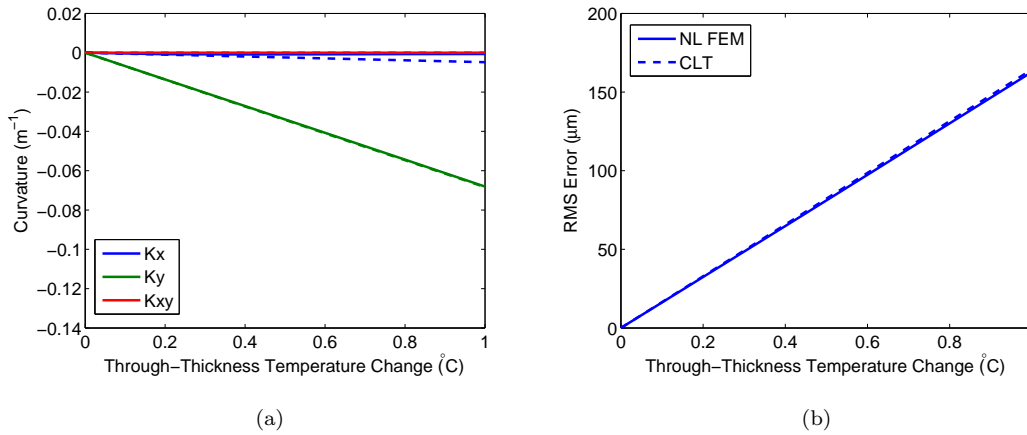 0.02
0
−0.02
−0.04
−0.06
−0.08
−0.1
−0.12
−0.14
Curvature (m⁻¹)
Kx
Ky
Kxy
0 0.2 0.4 0.6 0.8 1
Through−Thickness Temperature Change (°C)
(a)
200
150
100
50
0
RMS Error (μm)
NL FEM
CLT
0 0.2 0.4 0.6 0.8
Through−Thickness Temperature Change (°C)
(b)